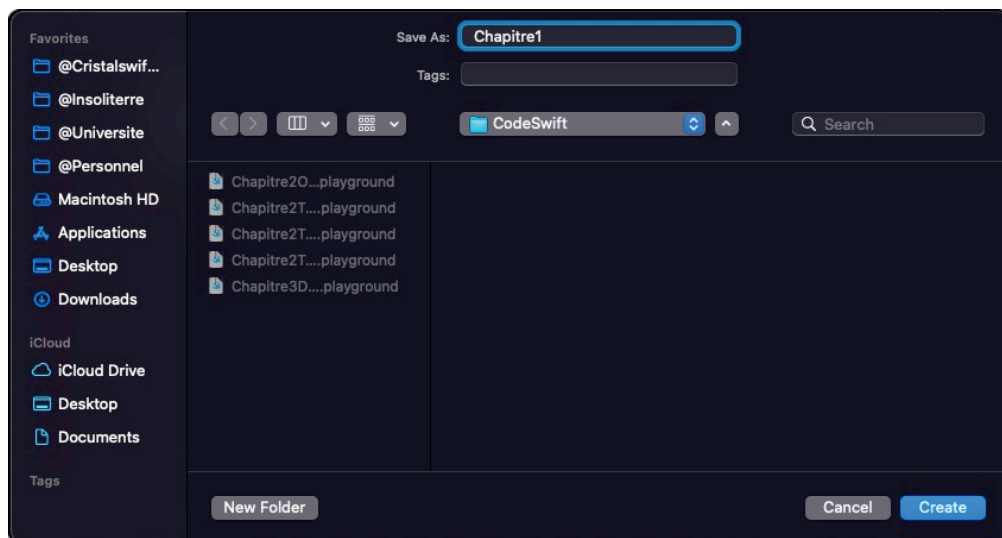 Favorites
@Cristalswif...
@Insoliterre
@Universite
@Personnel
Macintosh HD
Applications
Desktop
Downloads
iCloud
iCloud Drive
Desktop
Documents
Tags
Save As: Chapitre1
Tags:
CodeSwift
Search
Chapitre2O...playground
Chapitre2T....playground
Chapitre2T....playground
Chapitre2T....playground
Chapitre3D....playground
New Folder
Cancel
Create